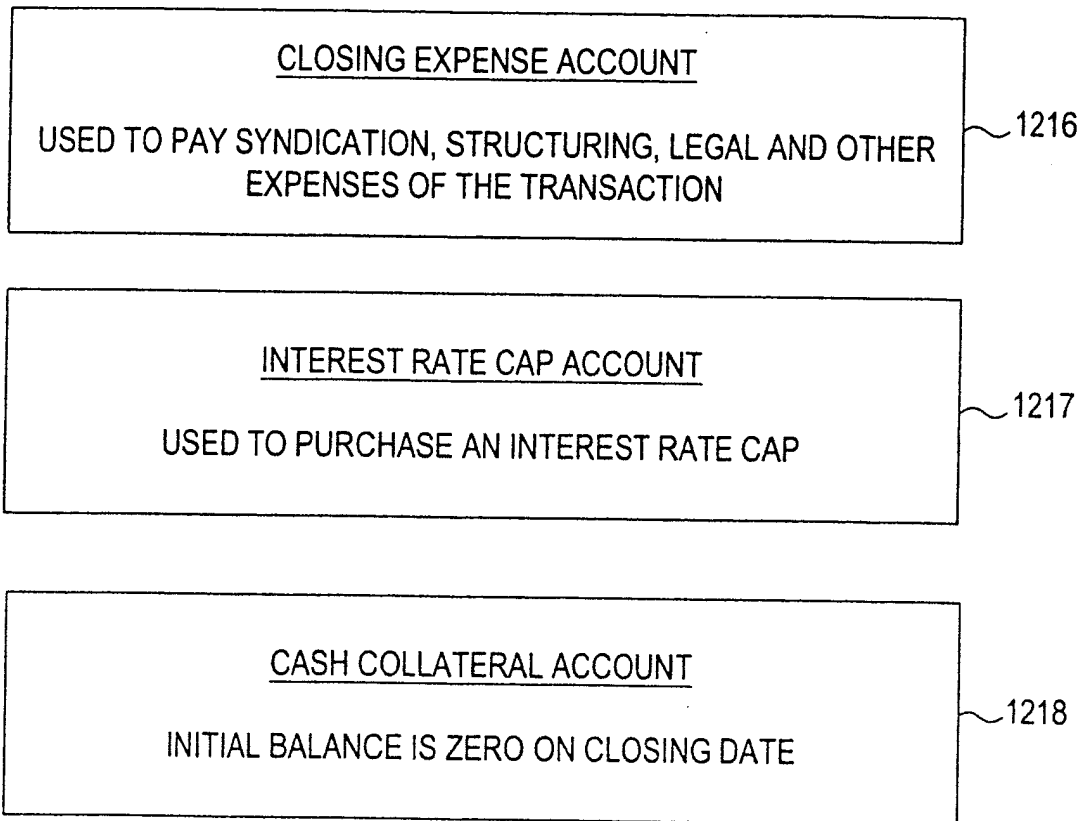 CLOSING EXPENSE ACCOUNT
USED TO PAY SYNDICATION, STRUCTURING, LEGAL AND OTHER
EXPENSES OF THE TRANSACTION
1216
INTEREST RATE CAP ACCOUNT
USED TO PURCHASE AN INTEREST RATE CAP
1217
CASH COLLATERAL ACCOUNT
INITIAL BALANCE IS ZERO ON CLOSING DATE
1218